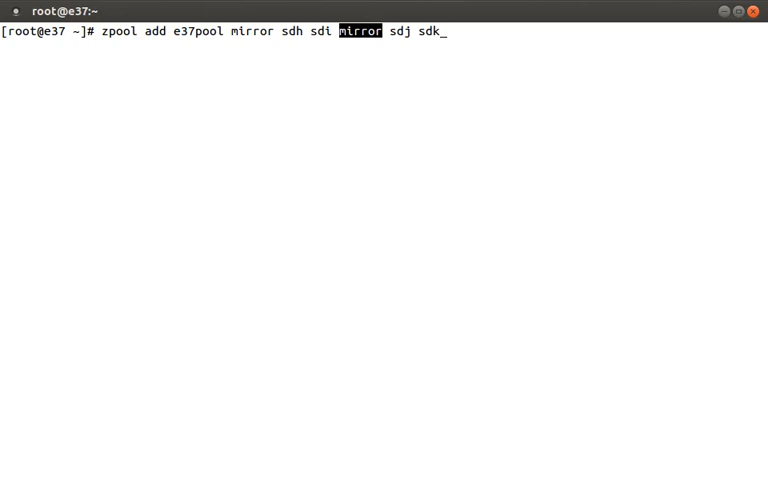 root@e37:~
[root@e37 ~]# zpool add e37pool mirror sdh sdi mirror sdj sdk_